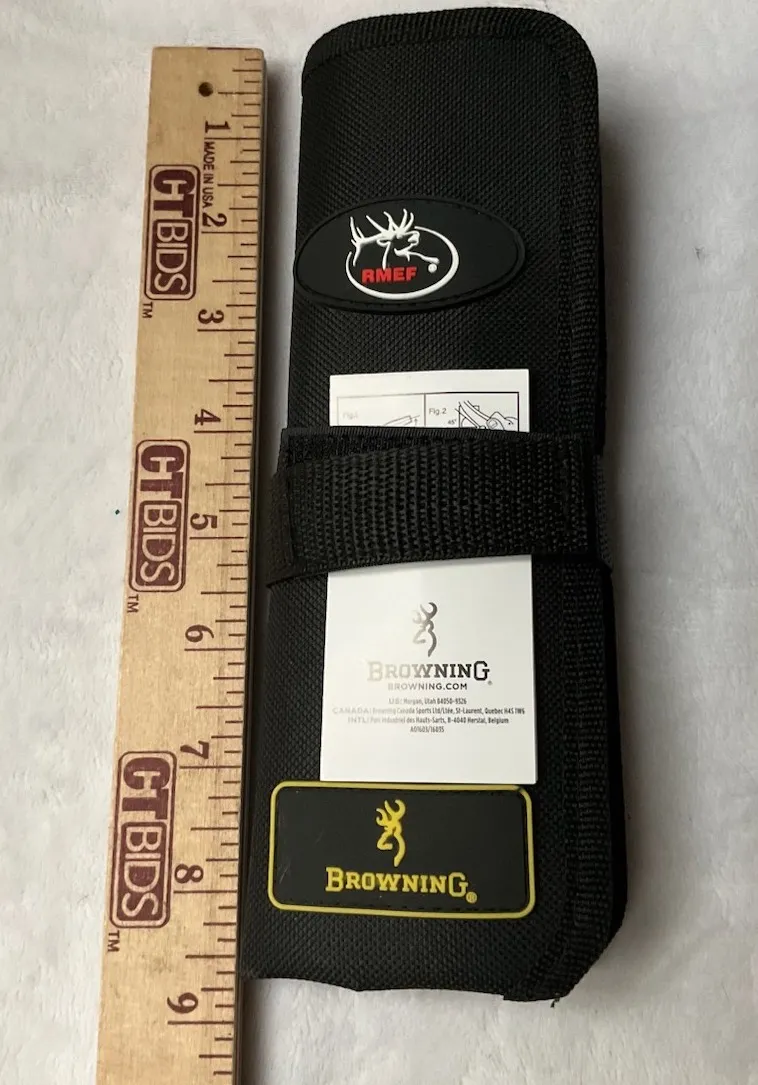 1
MADE IN USA
2
CTBIDS
TM
3
4
CTBIDS
TM
5
6
7
CTBIDS
TM
8
9
RMEF
Fig.1
Fig.2
45°
BROWNING®
BROWNING.COM
U.S: Morgan, Utah 84050-9326
CANADA: Browning Canada Sports Ltd/Ltée, St-Laurent, Quebec H4S 1W6
INTL: Parc Industriel des Hauts-Sarts, B-4040 Herstal, Belgium
BROWNING®